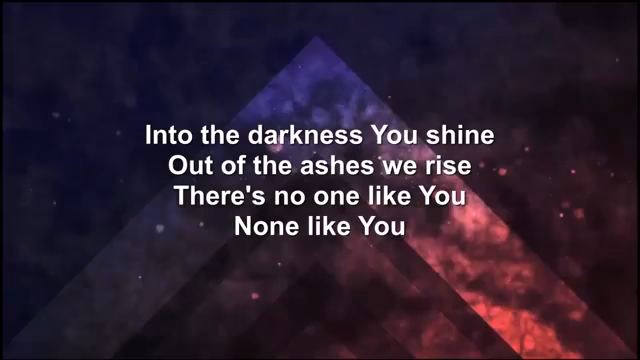 Into the darkness You shine
Out of the ashes we rise
There's no one like You
None like You